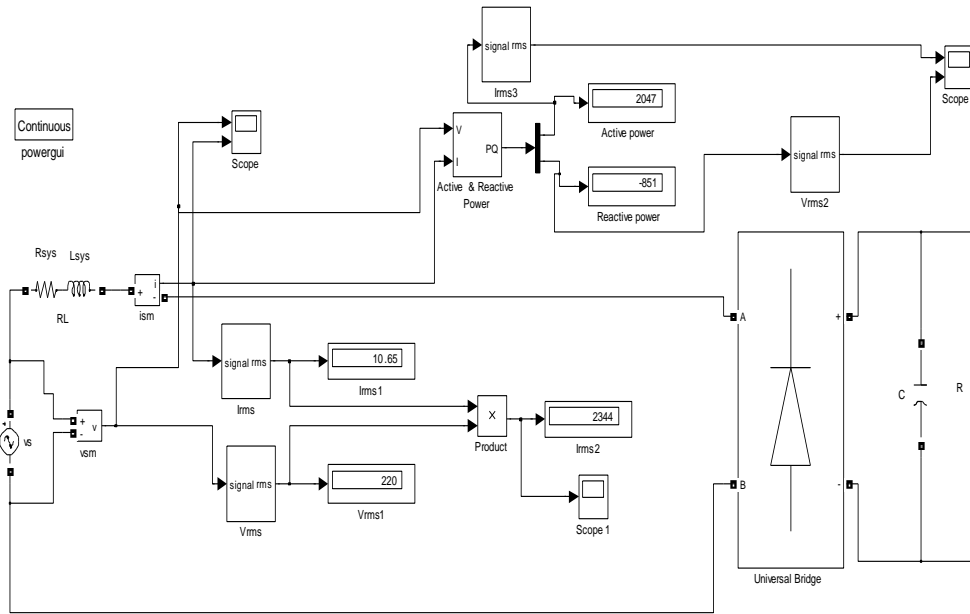 signal rms
Irms3
Scope
2047
Active power
Continuous
powergui
Scope
V
I
PQ
Active & Reactive
Power
-851
Reactive power
signal rms
Vrms2
Rsys
Lsys
RL
+
i
-
ism
A
+
C
R
signal rms
Irms
10.65
Irms1
vs
+
-
v
vsm
X
Product
2344
Irms2
signal rms
Vrms
220
Vrms1
Scope 1
B
-
Universal Bridge